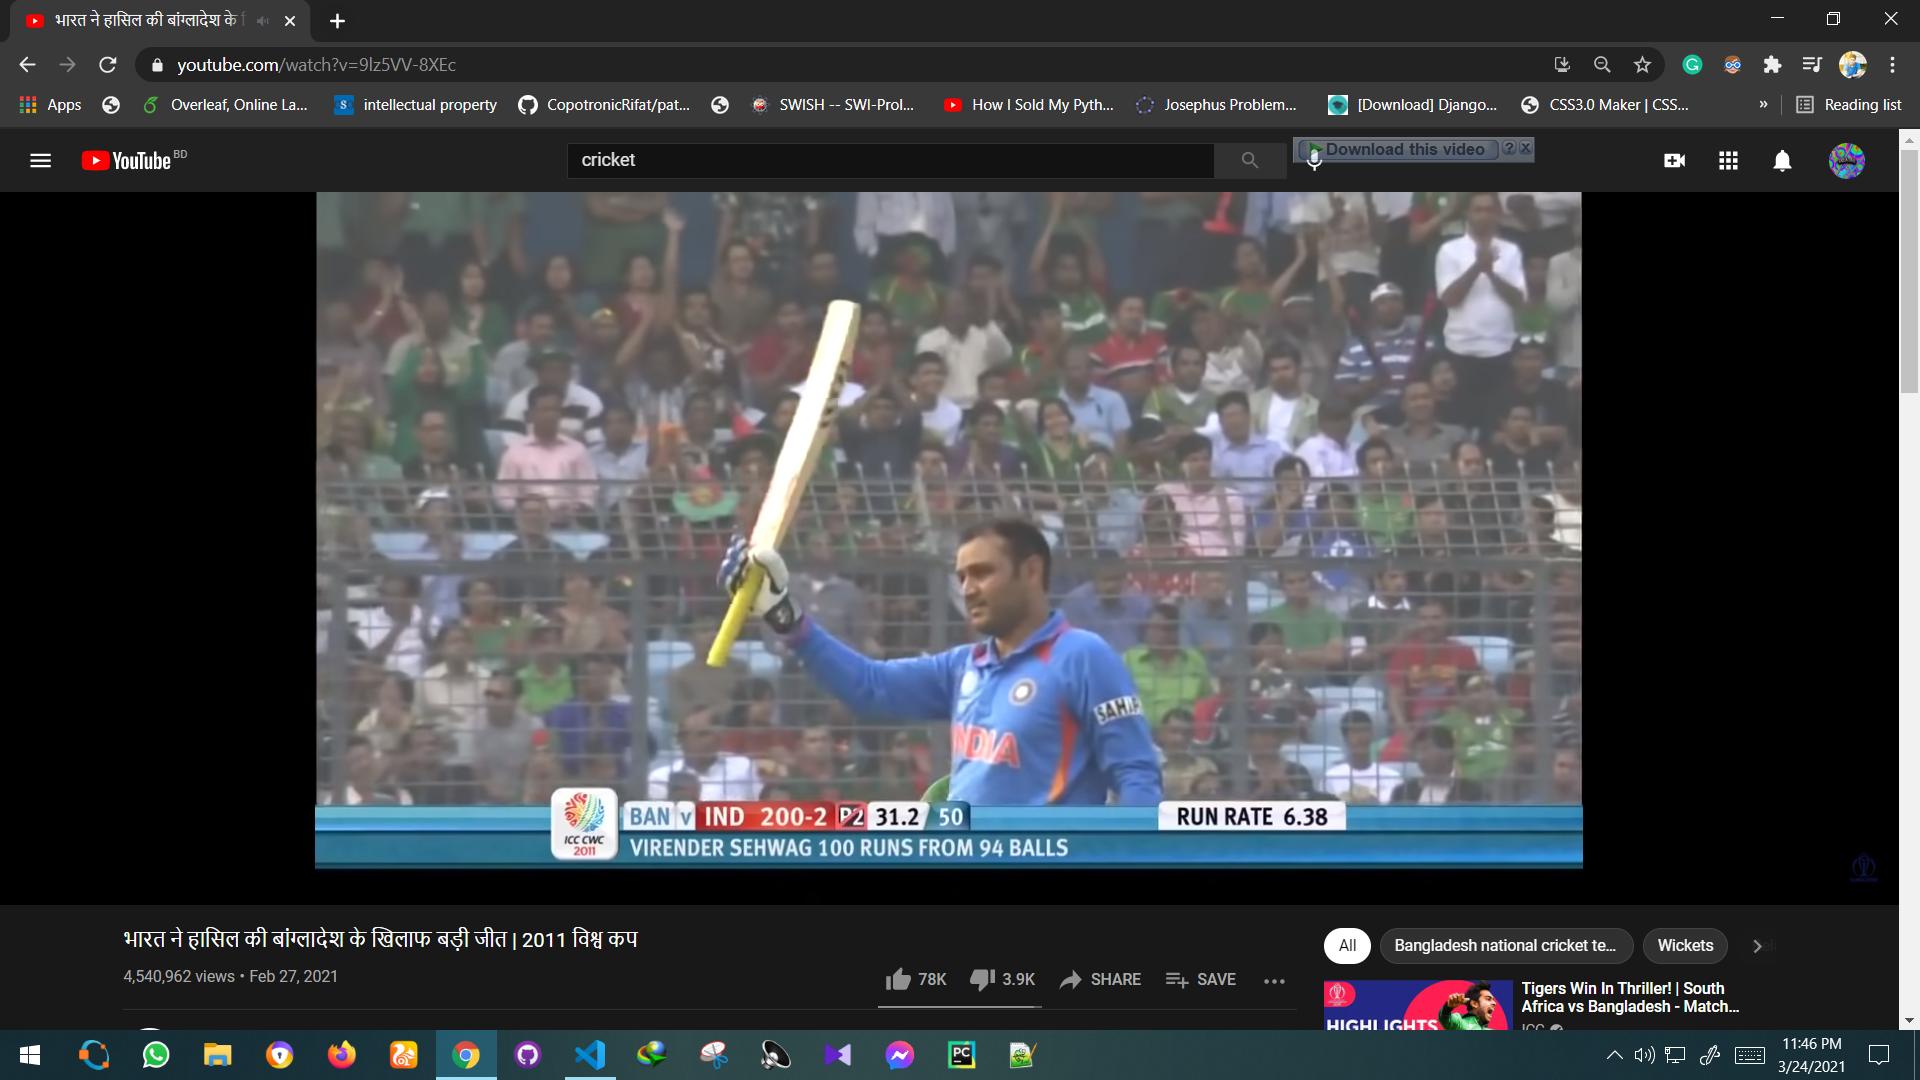 भारत ने हासिल की बांग्लादेश के
youtube.com/watch?v=9lz5VV-8XEc
Apps
Overleaf, Online La...
intellectual property
CopotronicRifat/pat...
SWISH -- SWI-Prol...
How I Sold My Pyth...
Josephus Problem...
[Download] Django...
CSS3.0 Maker | CSS...
»
Reading list
YouTube BD
cricket
Download this video
SAHARA
INDIA
BAN v IND 200-2 P2 31.2 50
RUN RATE 6.38
ICC CWC
2011
VIRENDER SEHWAG 100 RUNS FROM 94 BALLS
भारत ने हासिल की बांग्लादेश के खिलाफ बड़ी जीत | 2011 विश्व कप
4,540,962 views • Feb 27, 2021
78K
3.9K
SHARE
SAVE
All
Bangladesh national cricket te...
Wickets
HIGHLIGHTS
Tigers Win In Thriller! | South
Africa vs Bangladesh - Match...
ICC
PC
11:46 PM
3/24/2021